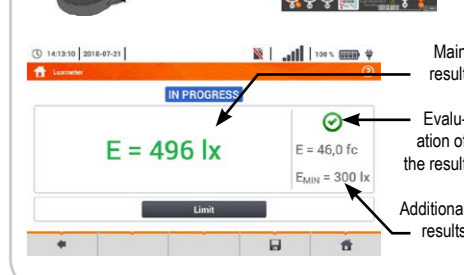 14:13:10 | 2018-07-21 | 100 %
Luxmeter
IN PROGRESS
E = 496 lx
E = 46,0 fc
EMIN = 300 lx
Limit
Main
result
Evalu-
ation of
the result
Additional
results